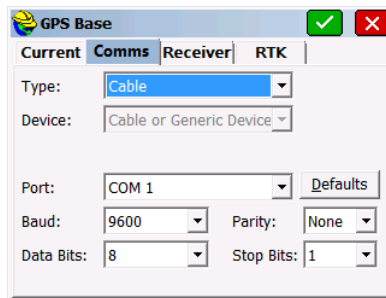 GPS Base
Current Comms Receiver RTK
Type: Cable
Device: Cable or Generic Device
Port: COM 1 Defaults
Baud: 9600 Parity: None
Data Bits: 8 Stop Bits: 1